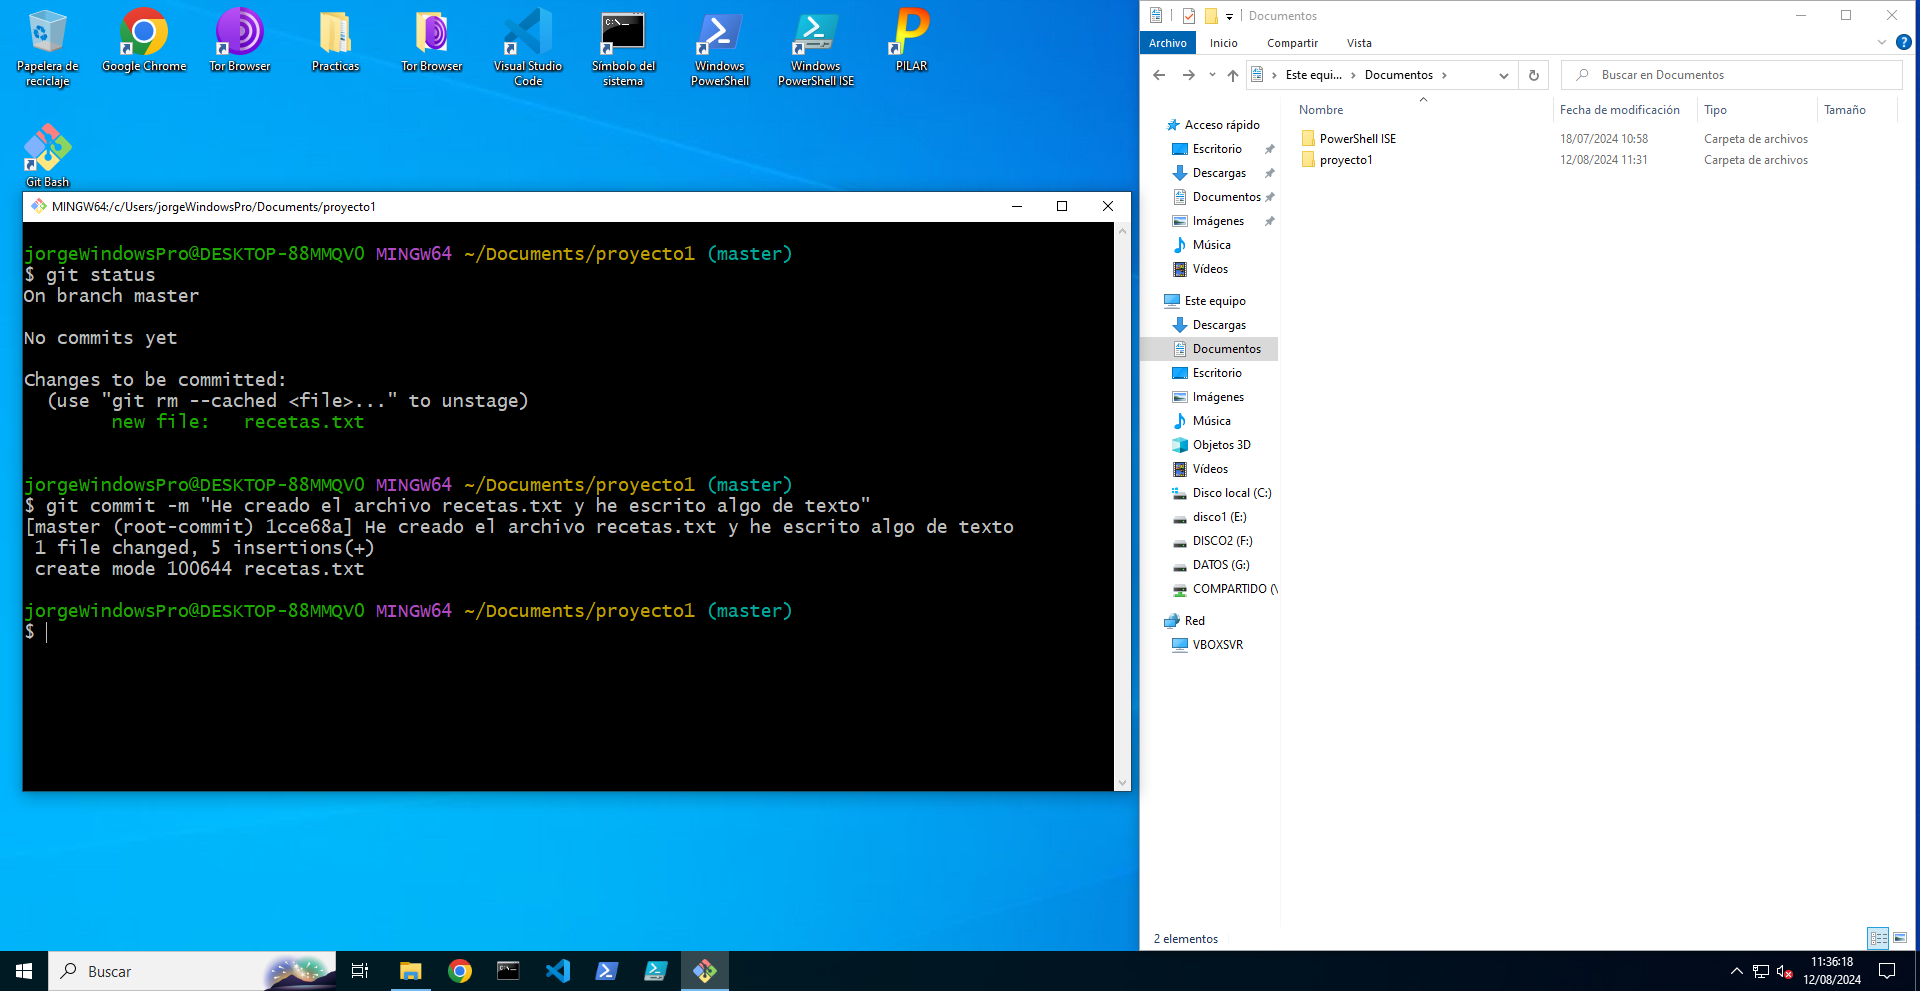 Papelera de
reciclaje
Google Chrome
Tor Browser
Practicas
Tor Browser
Visual Studio
Code
Símbolo del
sistema
Windows
PowerShell
Windows
PowerShell ISE
PILAR
Git Bash
MINGW64:/c/Users/jorgeWindowsPro/Documents/proyecto1
jorgeWindowsPro@DESKTOP-88MMQV0 MINGW64 ~/Documents/proyecto1 (master)
$ git status
On branch master
No commits yet
Changes to be committed:
(use "git rm --cached <file>..." to unstage)
new file:   recetas.txt
jorgeWindowsPro@DESKTOP-88MMQV0 MINGW64 ~/Documents/proyecto1 (master)
$ git commit -m "He creado el archivo recetas.txt y he escrito algo de texto"
[master (root-commit) 1cce68a] He creado el archivo recetas.txt y he escrito algo de texto
1 file changed, 5 insertions(+)
create mode 100644 recetas.txt
jorgeWindowsPro@DESKTOP-88MMQV0 MINGW64 ~/Documents/proyecto1 (master)
$
Documentos
Archivo Inicio Compartir Vista
Este equi... Documentos
Buscar en Documentos
Nombre Fecha de modificación Tipo Tamaño
PowerShell ISE 18/07/2024 10:58 Carpeta de archivos
proyecto1 12/08/2024 11:31 Carpeta de archivos
Acceso rápido
Escritorio
Descargas
Documentos
Imágenes
Música
Vídeos
Este equipo
Descargas
Documentos
Escritorio
Imágenes
Música
Objetos 3D
Vídeos
Disco local (C:)
disco1 (E:)
DISCO2 (F:)
DATOS (G:)
COMPARTIDO (\
Red
VBOXSVR
2 elementos
Buscar
11:36:18
12/08/2024